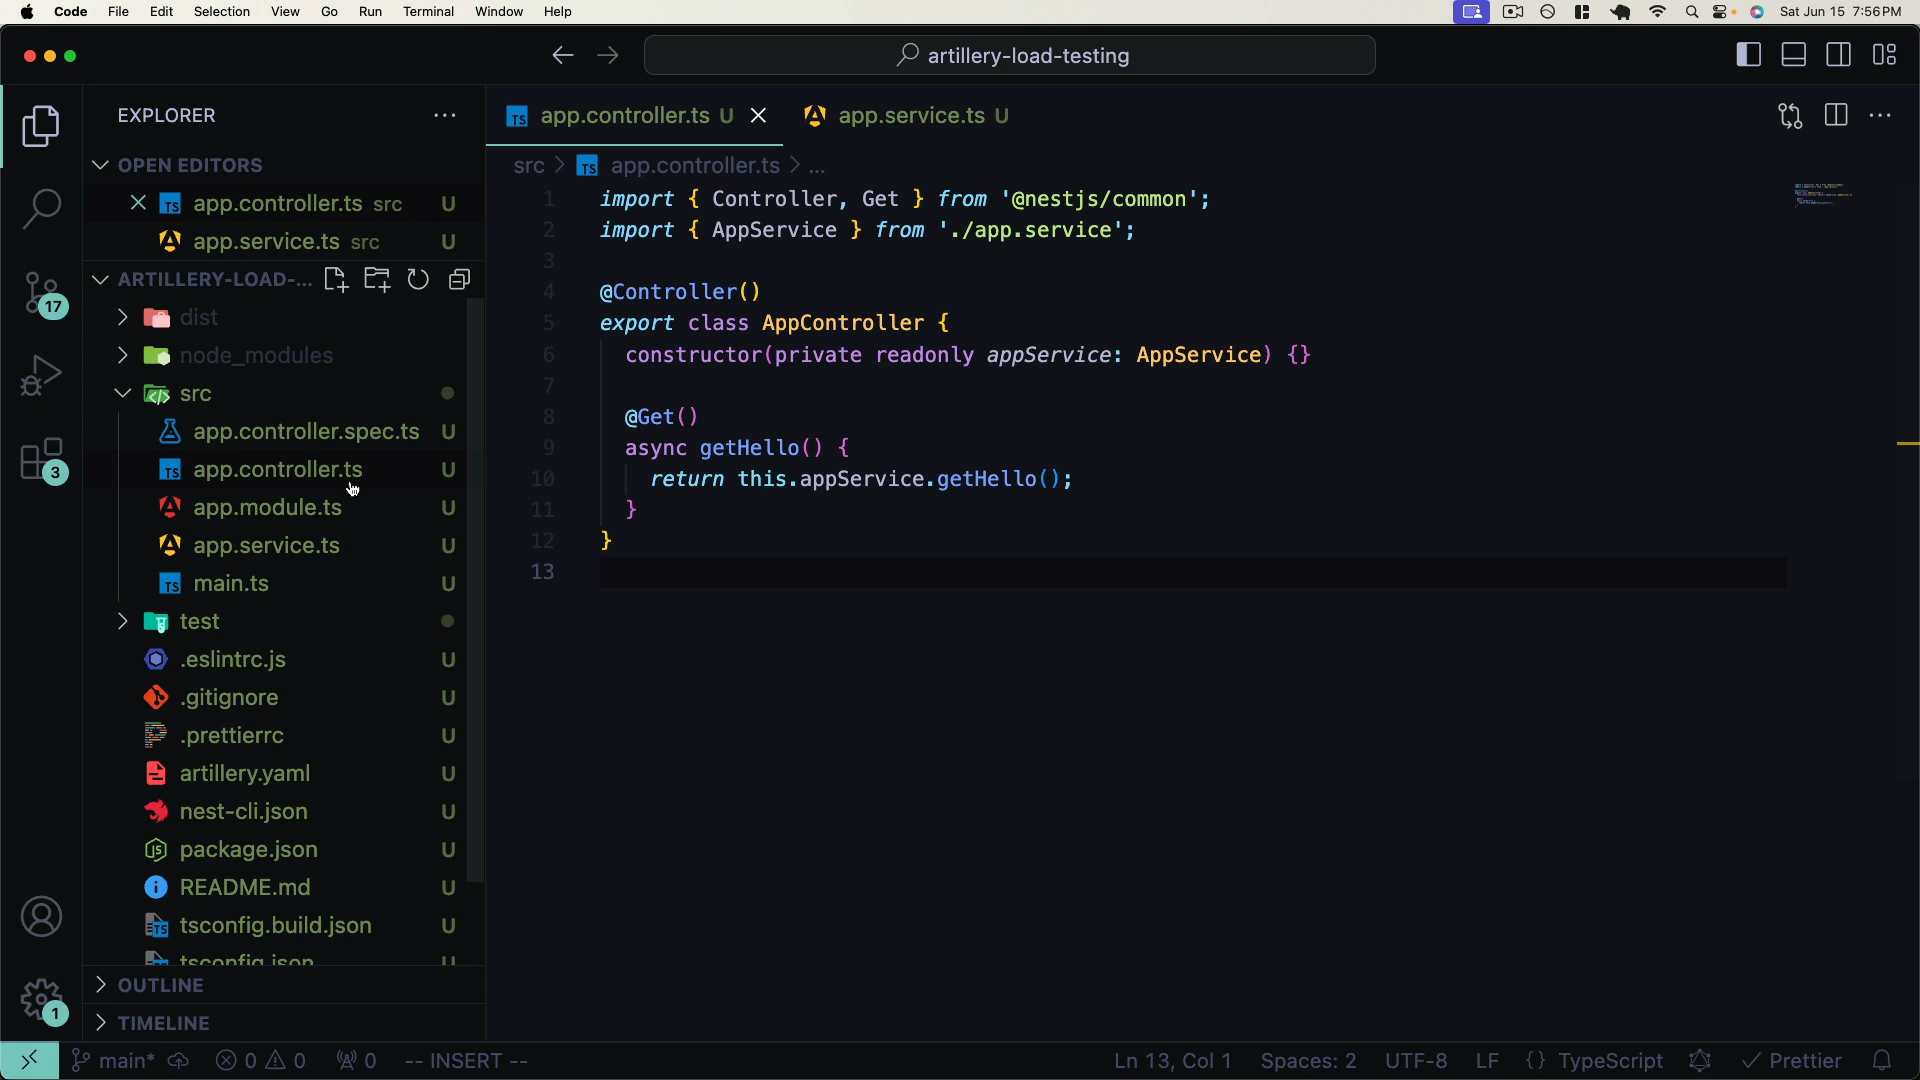 Code File Edit Selection View Go Run Terminal Window Help Sat Jun 15 7:56 PM
artillery-load-testing
EXPLORER
OPEN EDITORS
app.controller.ts src U
app.service.ts src U
ARTILLERY-LOAD-...
dist
node_modules
src
app.controller.spec.ts U
app.controller.ts U
app.module.ts U
app.service.ts U
main.ts U
test
.eslintrc.js U
.gitignore U
.prettierrc U
artillery.yaml U
nest-cli.json U
package.json U
README.md U
tsconfig.build.json U
tsconfig.json U
OUTLINE
TIMELINE
17
3
1
app.controller.ts U
app.service.ts U
src > app.controller.ts > ...
1 import { Controller, Get } from '@nestjs/common';
2 import { AppService } from './app.service';
3
4 @Controller()
5 export class AppController {
6 constructor(private readonly appService: AppService) {}
7
8 @Get()
9 async getHello() {
10 return this.appService.getHello();
11 }
12 }
13
main* 0 0 0 -- INSERT -- Ln 13, Col 1 Spaces: 2 UTF-8 LF {} TypeScript Prettier